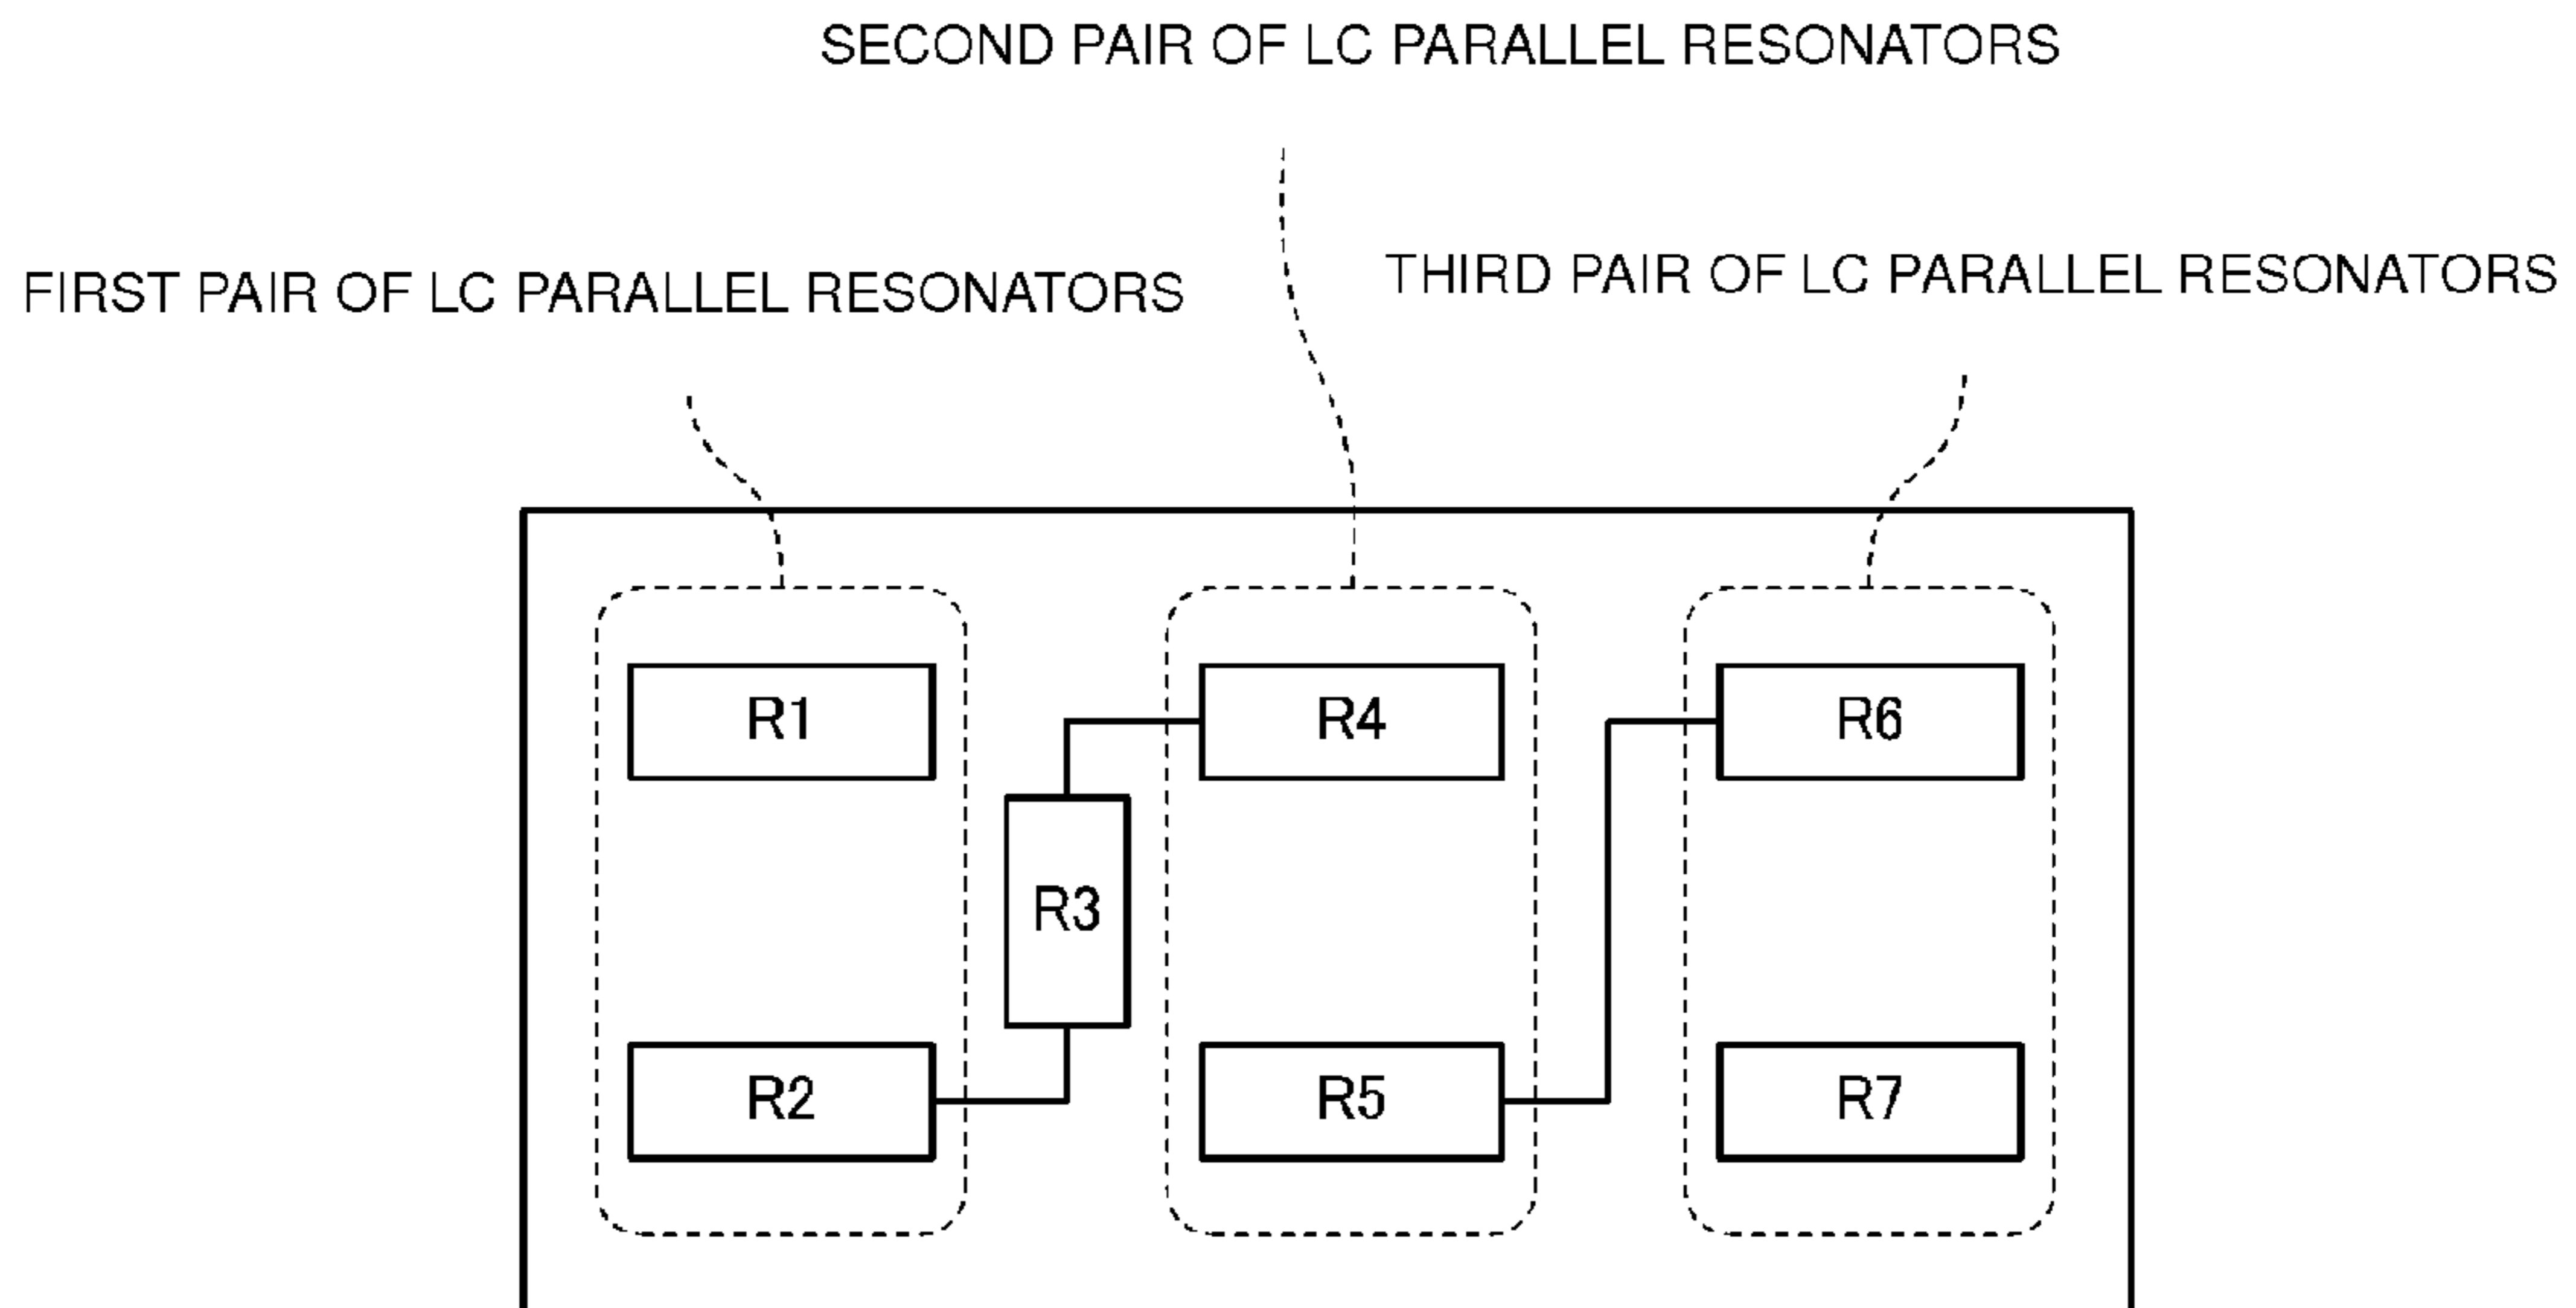 SECOND PAIR OF LC PARALLEL RESONATORS
FIRST PAIR OF LC PARALLEL RESONATORS
THIRD PAIR OF LC PARALLEL RESONATORS
R1
R4
R6
R3
R2
R5
R7